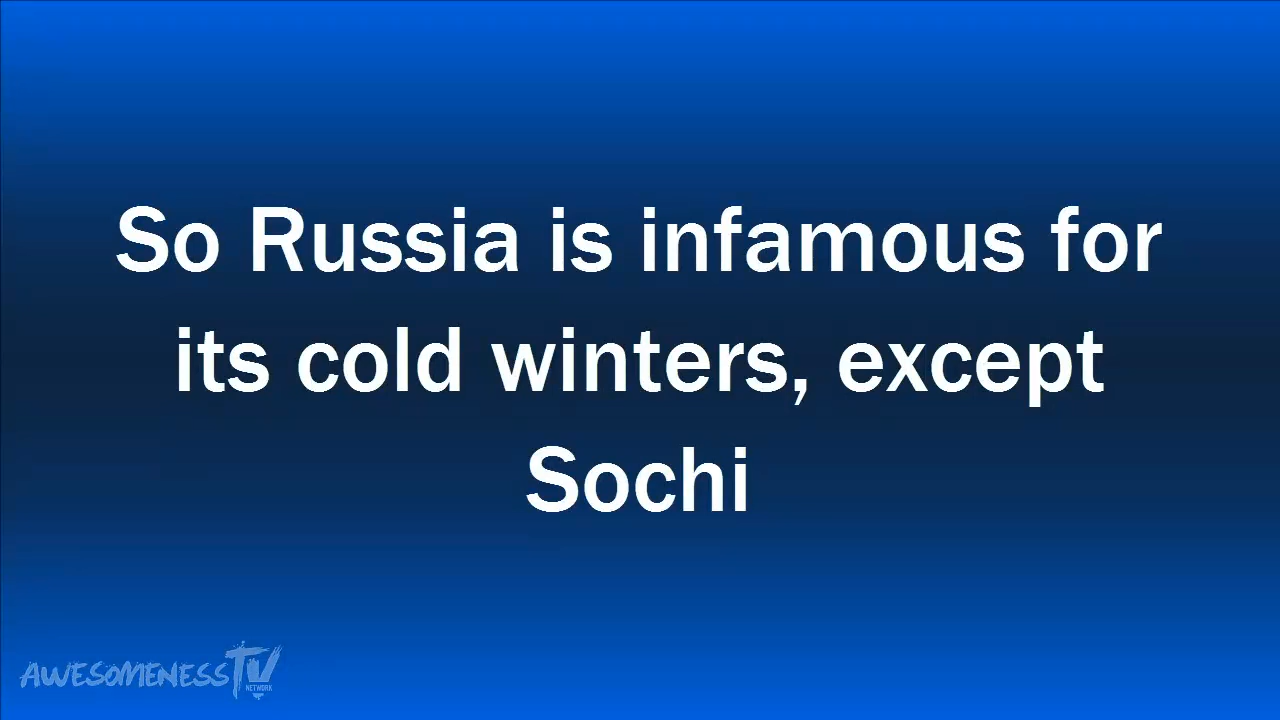 So Russia is infamous for
its cold winters, except
Sochi
AWESOMENESSTV
NETWORK